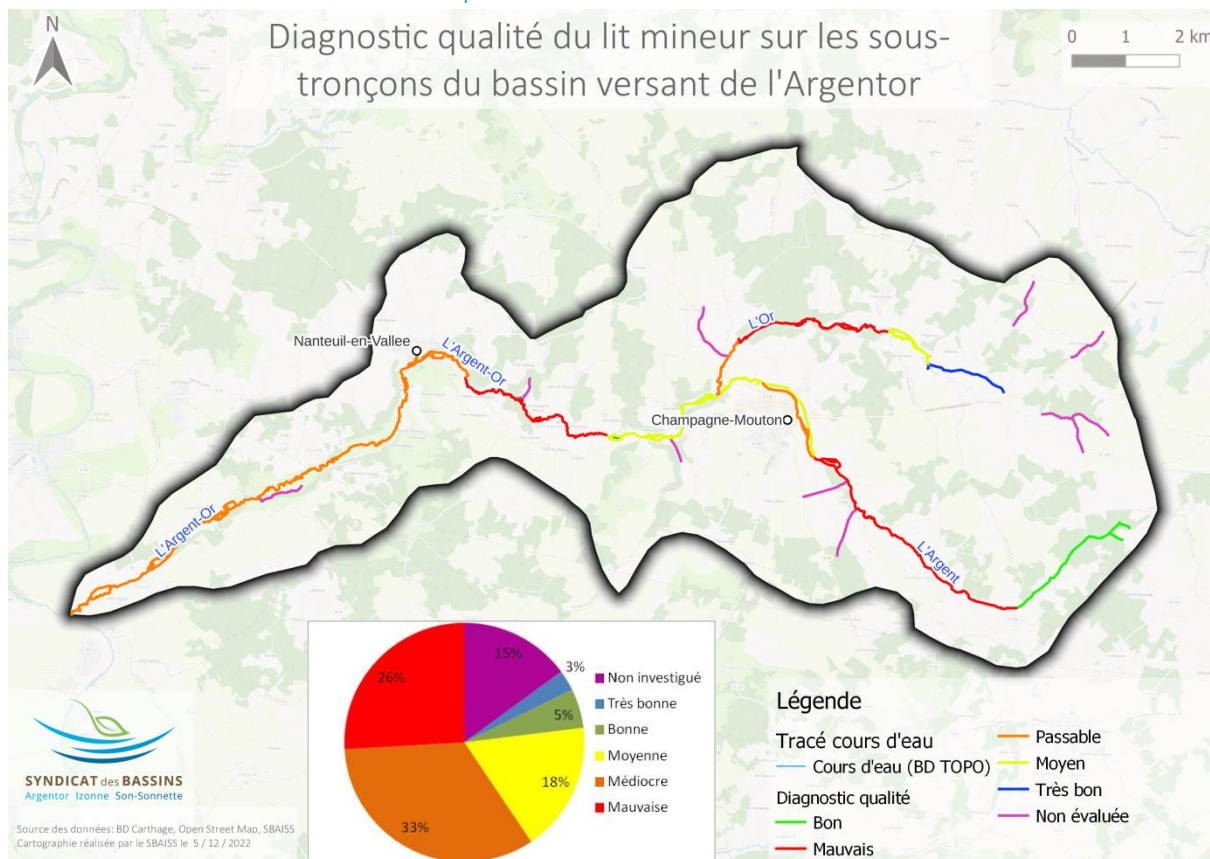 Diagnostic qualité du lit mineur sur les sous-
tronçons du bassin versant de l'Argentor
N
0 1 2 km
Nanteuil-en-Vallee
L'Argent-Or
L'Or
Champagne-Mouton
L'Argent-Or
L'Argent
15%
3%
5%
18%
33%
26%
Non investigué
Très bonne
Bonne
Moyenne
Médiocre
Mauvaise
Légende
Tracé cours d'eau
Cours d'eau (BD TOPO)
Diagnostic qualité
Bon
Mauvais
Passable
Moyen
Très bon
Non évaluée
SYNDICAT des BASSINS
Argentor Izonne Son-Sonnette
Source des données: BD Carthage, Open Street Map, SBAISS
Cartographie réalisée par le SBAISS le 5 / 12 / 2022